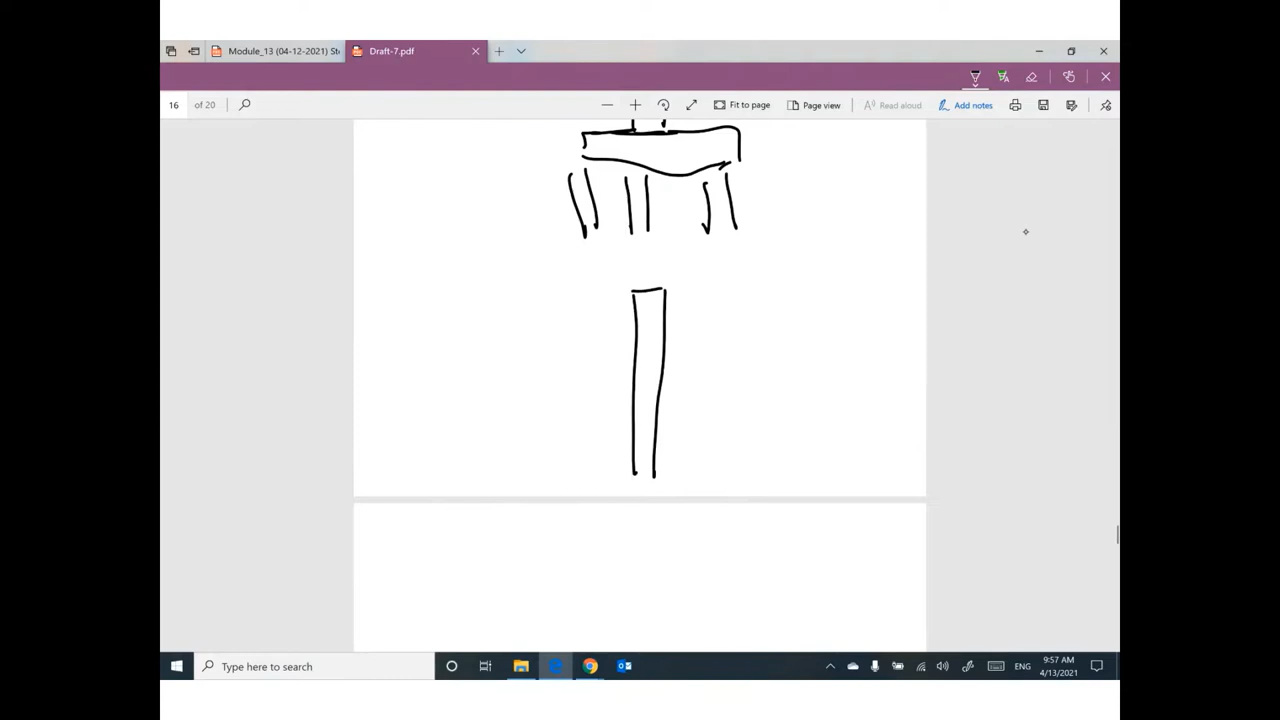 Module_13 (04-12-2021) Ste
Draft-7.pdf
16 of 20
Fit to page
Page view
Read aloud
Add notes
Type here to search
ENG
9:57 AM
4/13/2021